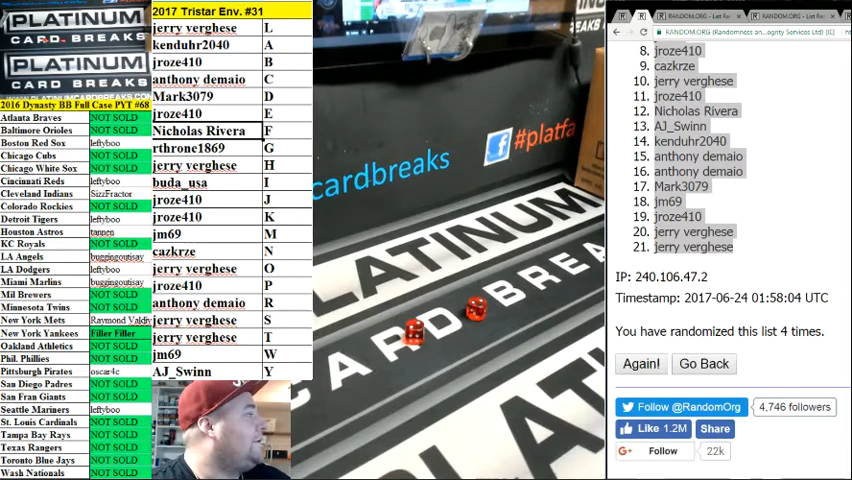 PLATINUM
CARD BREAKS
PLATINUM
CARD BREAKS
2016 Dynasty BB Full Case PYT #68
Atlanta Braves NOT SOLD
Baltimore Orioles NOT SOLD
Boston Red Sox leftyboo
Chicago Cubs NOT SOLD
Chicago White Sox NOT SOLD
Cincinnati Reds leftyboo
Cleveland Indians SizzFractor
Colorado Rockies NOT SOLD
Detroit Tigers leftyboo
Houston Astros tannen
KC Royals NOT SOLD
LA Angels buggingoutisay
LA Dodgers leftyboo
Miami Marlins buggingoutisay
Mil Brewers NOT SOLD
Minnesota Twins NOT SOLD
New York Mets Raymond Valdiv
New York Yankees Filler Filler
Oakland Athletics NOT SOLD
Phil. Phillies NOT SOLD
Pittsburgh Pirates oscar4c
San Diego Padres NOT SOLD
San Fran Giants NOT SOLD
Seattle Mariners leftyboo
St. Louis Cardinals NOT SOLD
Tampa Bay Rays NOT SOLD
Texas Rangers NOT SOLD
Toronto Blue Jays NOT SOLD
Wash Nationals NOT SOLD
2017 Tristar Env. #31
jerry verghese L
kenduhr2040 A
jroze410 B
anthony demaio C
Mark3079 D
jroze410 E
Nicholas Rivera F
rthrone1869 G
jerry verghese H
buda_usa I
jroze410 J
jroze410 K
jm69 M
cazkrze N
jerry verghese O
jroze410 P
anthony demaio R
jerry verghese S
jerry verghese T
jm69 W
AJ_Swinn Y
cardbreaks
#platfa
PLATINUM
CARD BREA
8. jroze410
9. cazkrze
10. jerry verghese
11. jroze410
12. Nicholas Rivera
13. AJ_Swinn
14. kenduhr2040
15. anthony demaio
16. anthony demaio
17. Mark3079
18. jm69
19. jroze410
20. jerry verghese
21. jerry verghese
IP: 240.106.47.2
Timestamp: 2017-06-24 01:58:04 UTC
You have randomized this list 4 times.
Again!
Go Back
Follow @RandomOrg
4,746 followers
Like 1.2M
Share
Follow
22k